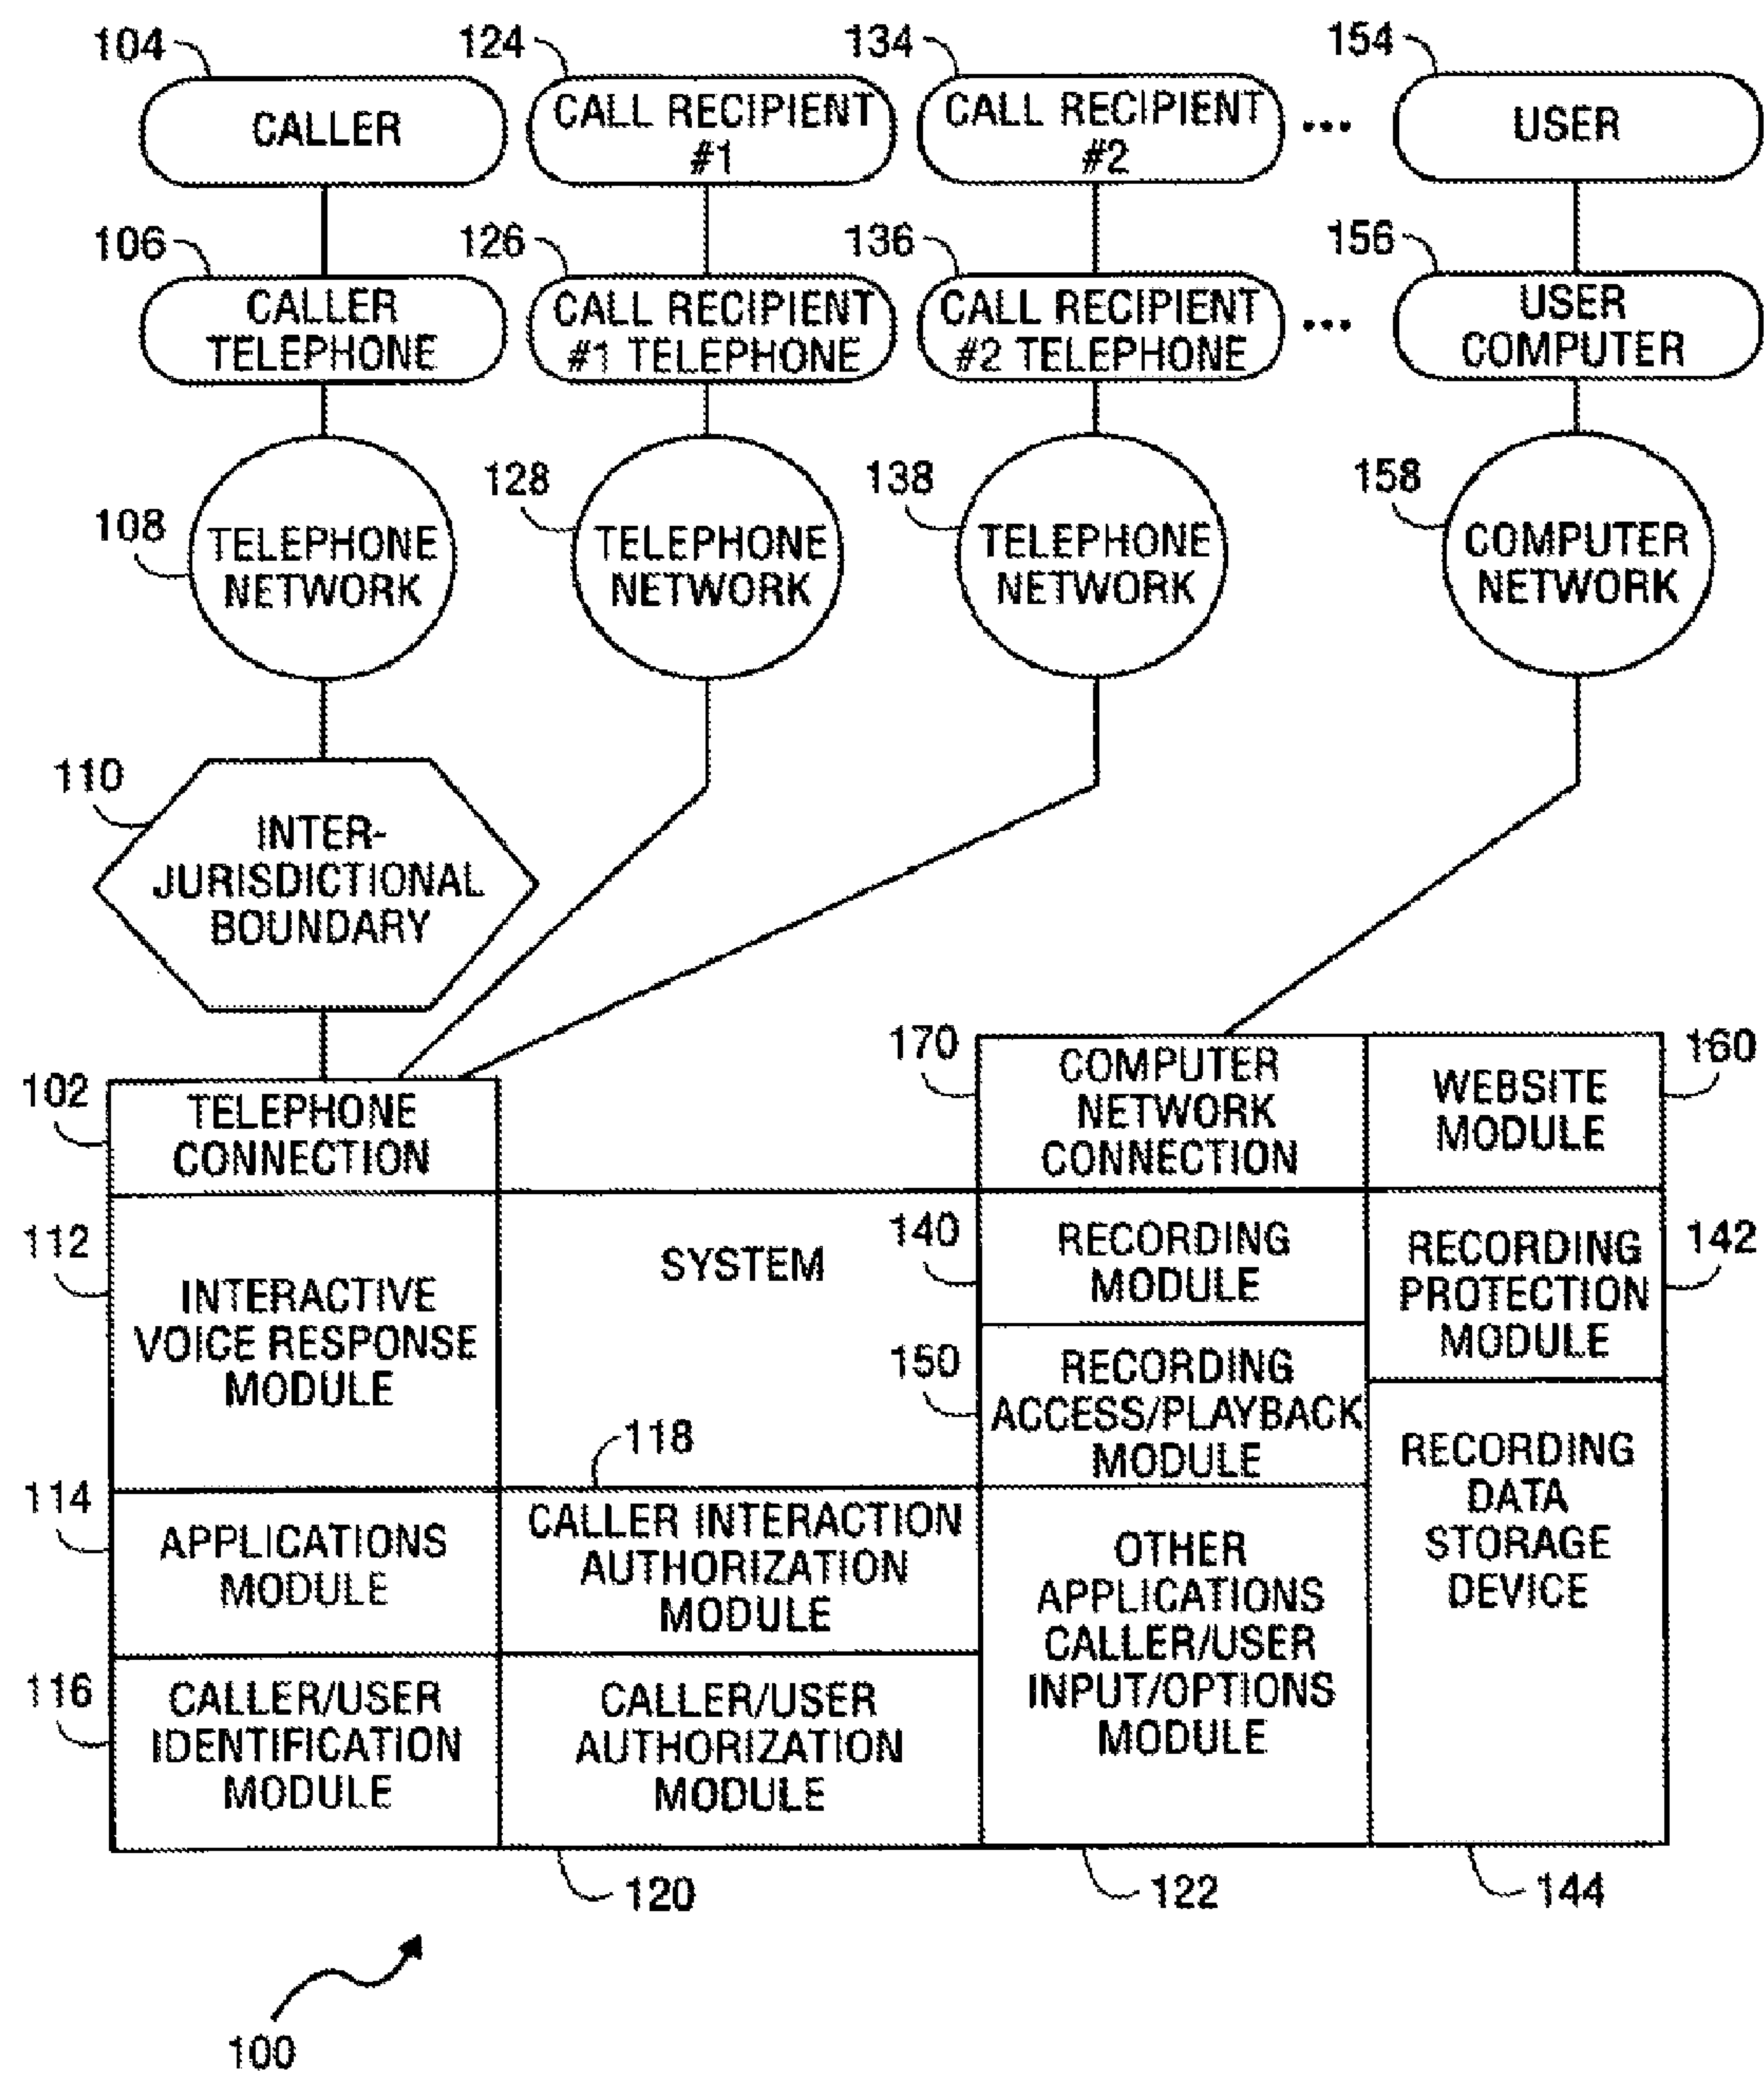 104
124
134
154
CALLER
CALL RECIPIENT
#1
CALL RECIPIENT
#2
...
USER
106
126
136
156
CALLER
TELEPHONE
CALL RECIPIENT
#1 TELEPHONE
CALL RECIPIENT
#2 TELEPHONE
...
USER
COMPUTER
108
TELEPHONE
NETWORK
128
TELEPHONE
NETWORK
138
TELEPHONE
NETWORK
158
COMPUTER
NETWORK
110
INTER-
JURISDICTIONAL
BOUNDARY
102
TELEPHONE
CONNECTION
170
COMPUTER
NETWORK
CONNECTION
WEBSITE
MODULE
160
112
INTERACTIVE
VOICE RESPONSE
MODULE
SYSTEM
140
RECORDING
MODULE
RECORDING
PROTECTION
MODULE
142
150
RECORDING
ACCESS/PLAYBACK
MODULE
118
114
APPLICATIONS
MODULE
CALLER INTERACTION
AUTHORIZATION
MODULE
OTHER
APPLICATIONS
CALLER/USER
INPUT/OPTIONS
MODULE
RECORDING
DATA
STORAGE
DEVICE
116
CALLER/USER
IDENTIFICATION
MODULE
CALLER/USER
AUTHORIZATION
MODULE
120
122
144
100